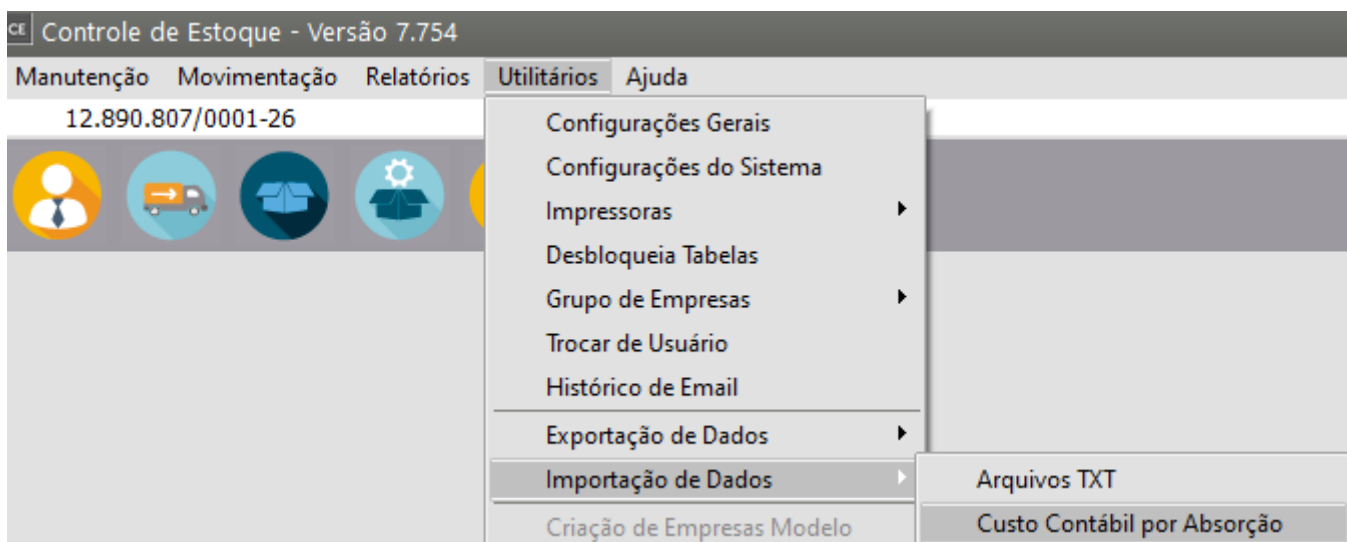 CE Controle de Estoque - Versão 7.754
Manutenção Movimentação Relatórios Utilitários Ajuda
12.890.807/0001-26
Configurações Gerais
Configurações do Sistema
Impressoras
Desbloqueia Tabelas
Grupo de Empresas
Trocar de Usuário
Histórico de Email
Exportação de Dados
Importação de Dados
Arquivos TXT
Criação de Empresas Modelo
Custo Contábil por Absorção